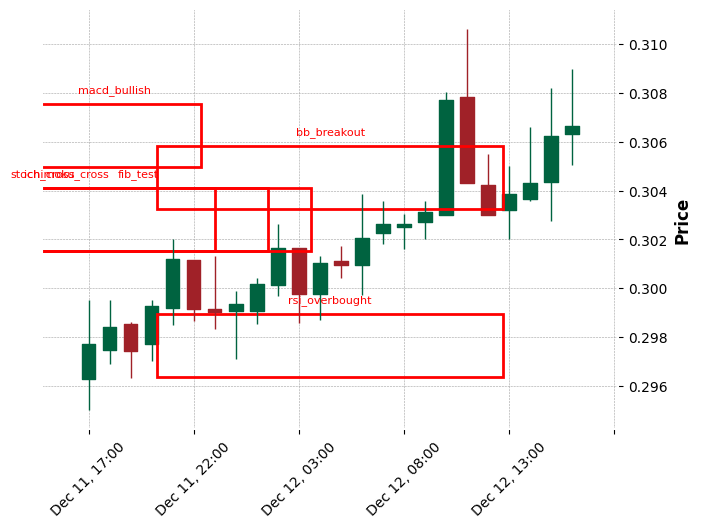 macd_bullish
bb_breakout
fib_test
rsi_overbought
0.310
0.308
0.306
0.304
0.302
0.300
0.298
0.296
Price
Dec 11, 17:00
Dec 11, 22:00
Dec 12, 03:00
Dec 12, 08:00
Dec 12, 13:00